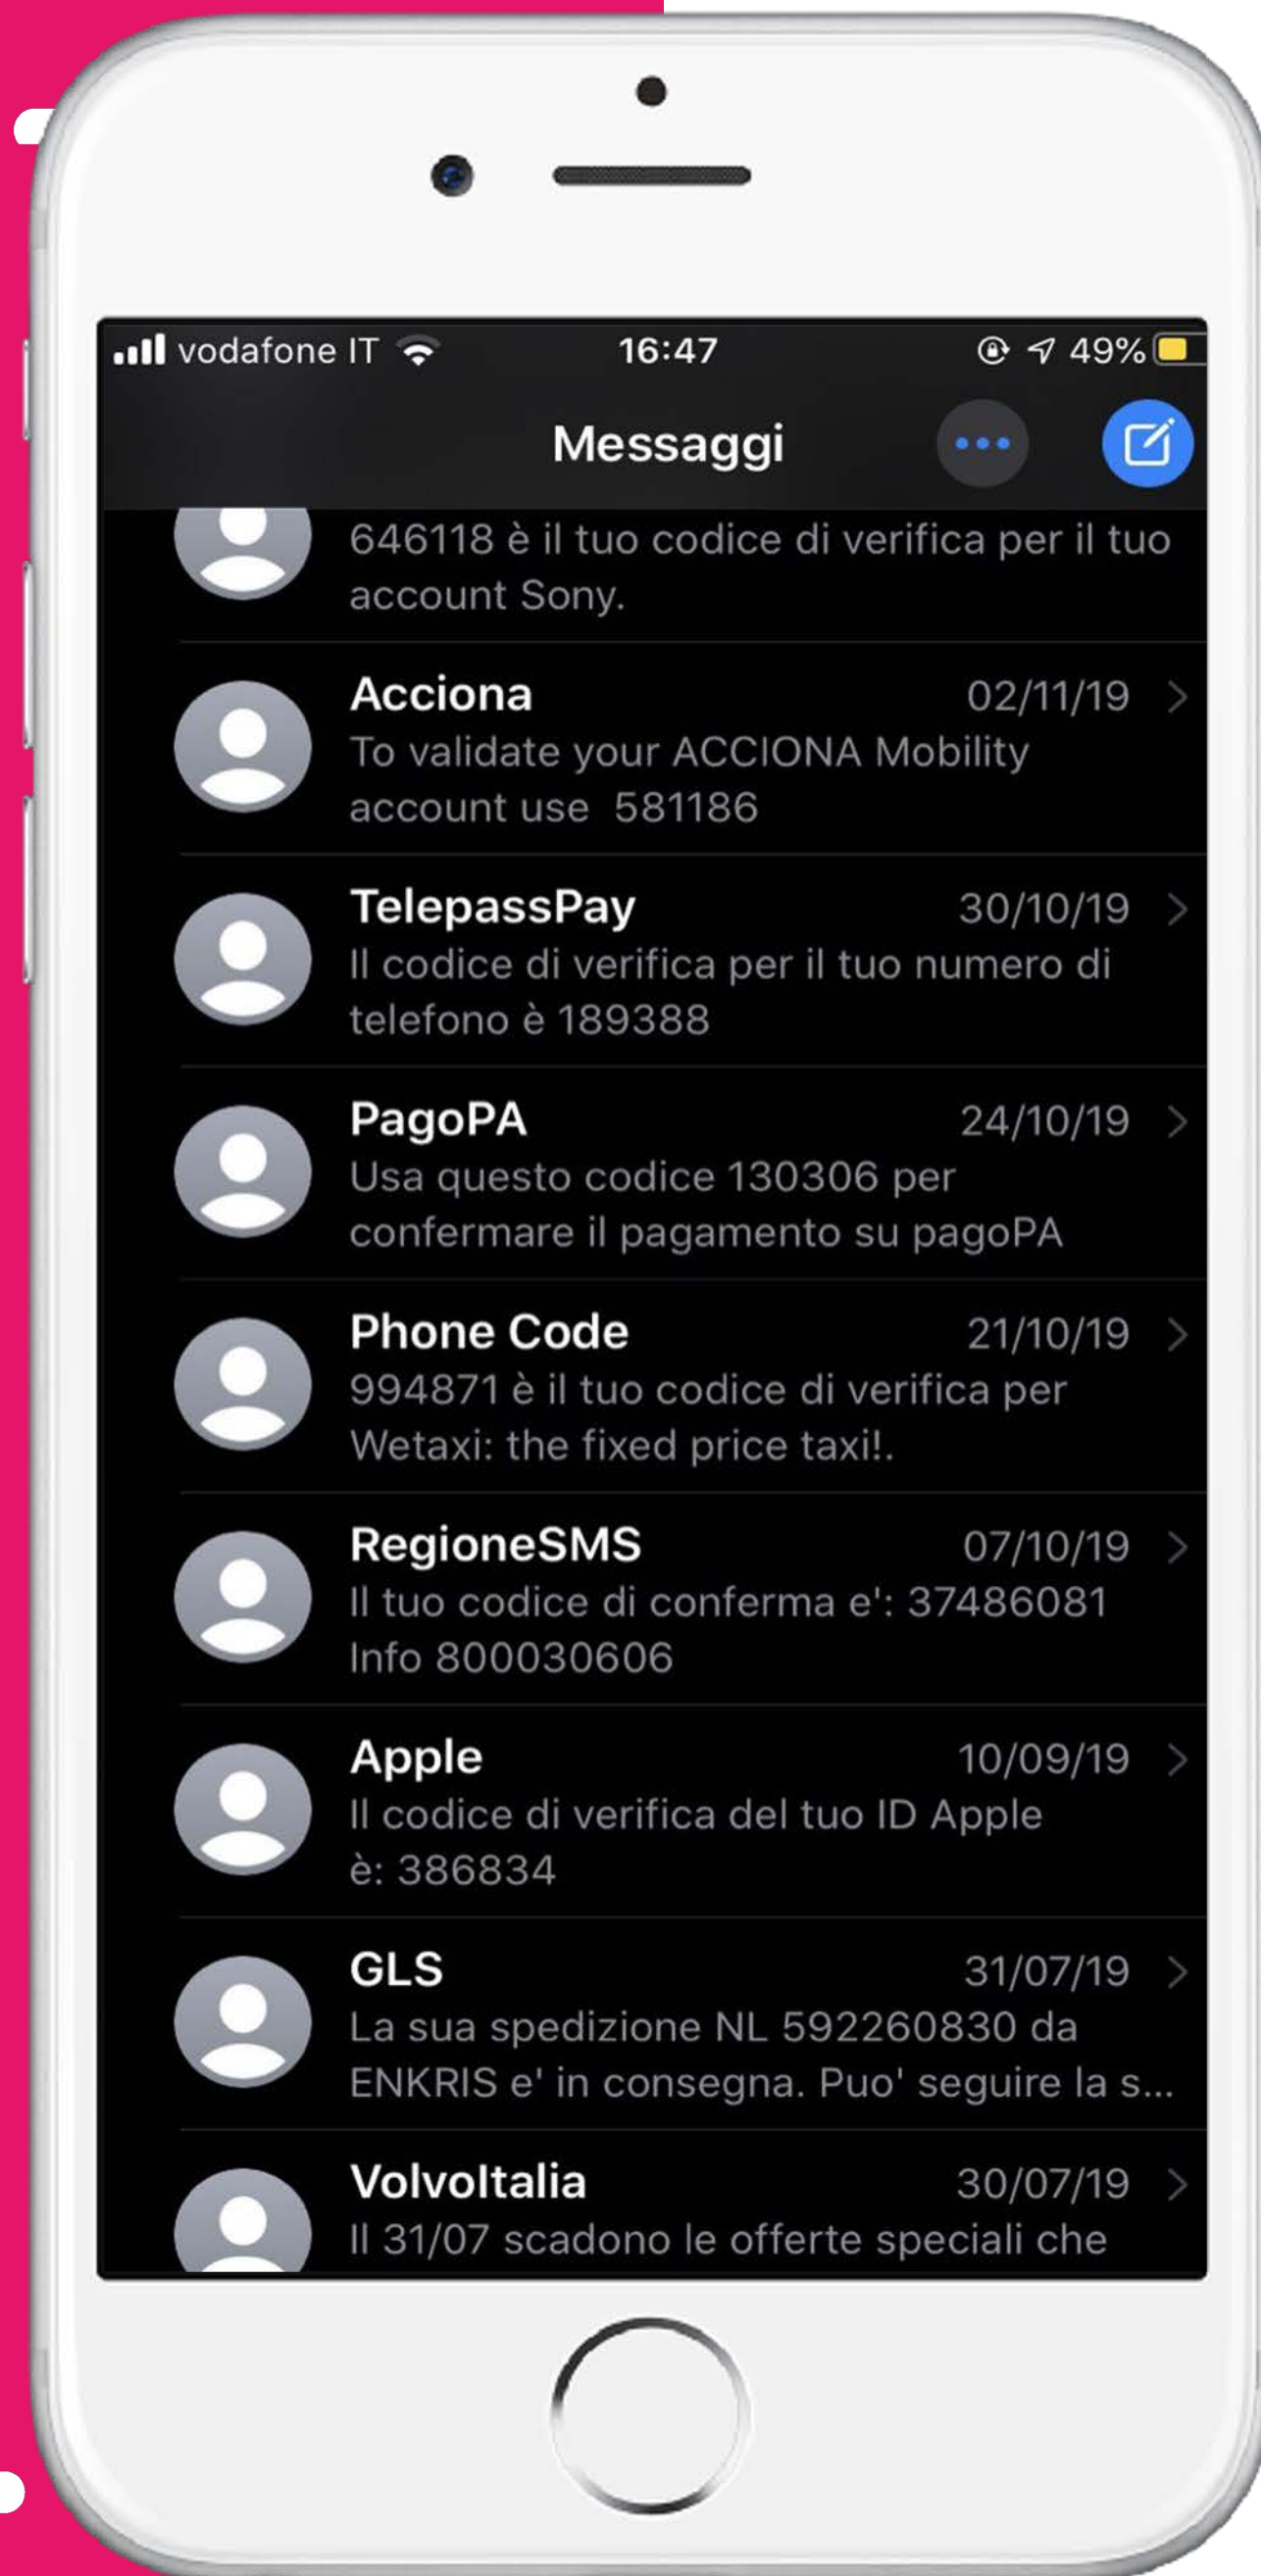 vodafone IT 16:47 49%
Messaggi
646118 è il tuo codice di verifica per il tuo
account Sony.
Acciona 02/11/19
To validate your ACCIONA Mobility
account use 581186
TelepassPay 30/10/19
Il codice di verifica per il tuo numero di
telefono è 189388
PagoPA 24/10/19
Usa questo codice 130306 per
confermare il pagamento su pagoPA
Phone Code 21/10/19
994871 è il tuo codice di verifica per
Wetaxi: the fixed price taxi!.
RegioneSMS 07/10/19
Il tuo codice di conferma e': 37486081
Info 800030606
Apple 10/09/19
Il codice di verifica del tuo ID Apple
è: 386834
GLS 31/07/19
La sua spedizione NL 592260830 da
ENKRIS e' in consegna. Puo' seguire la s...
VolvoItalia 30/07/19
Il 31/07 scadono le offerte speciali che